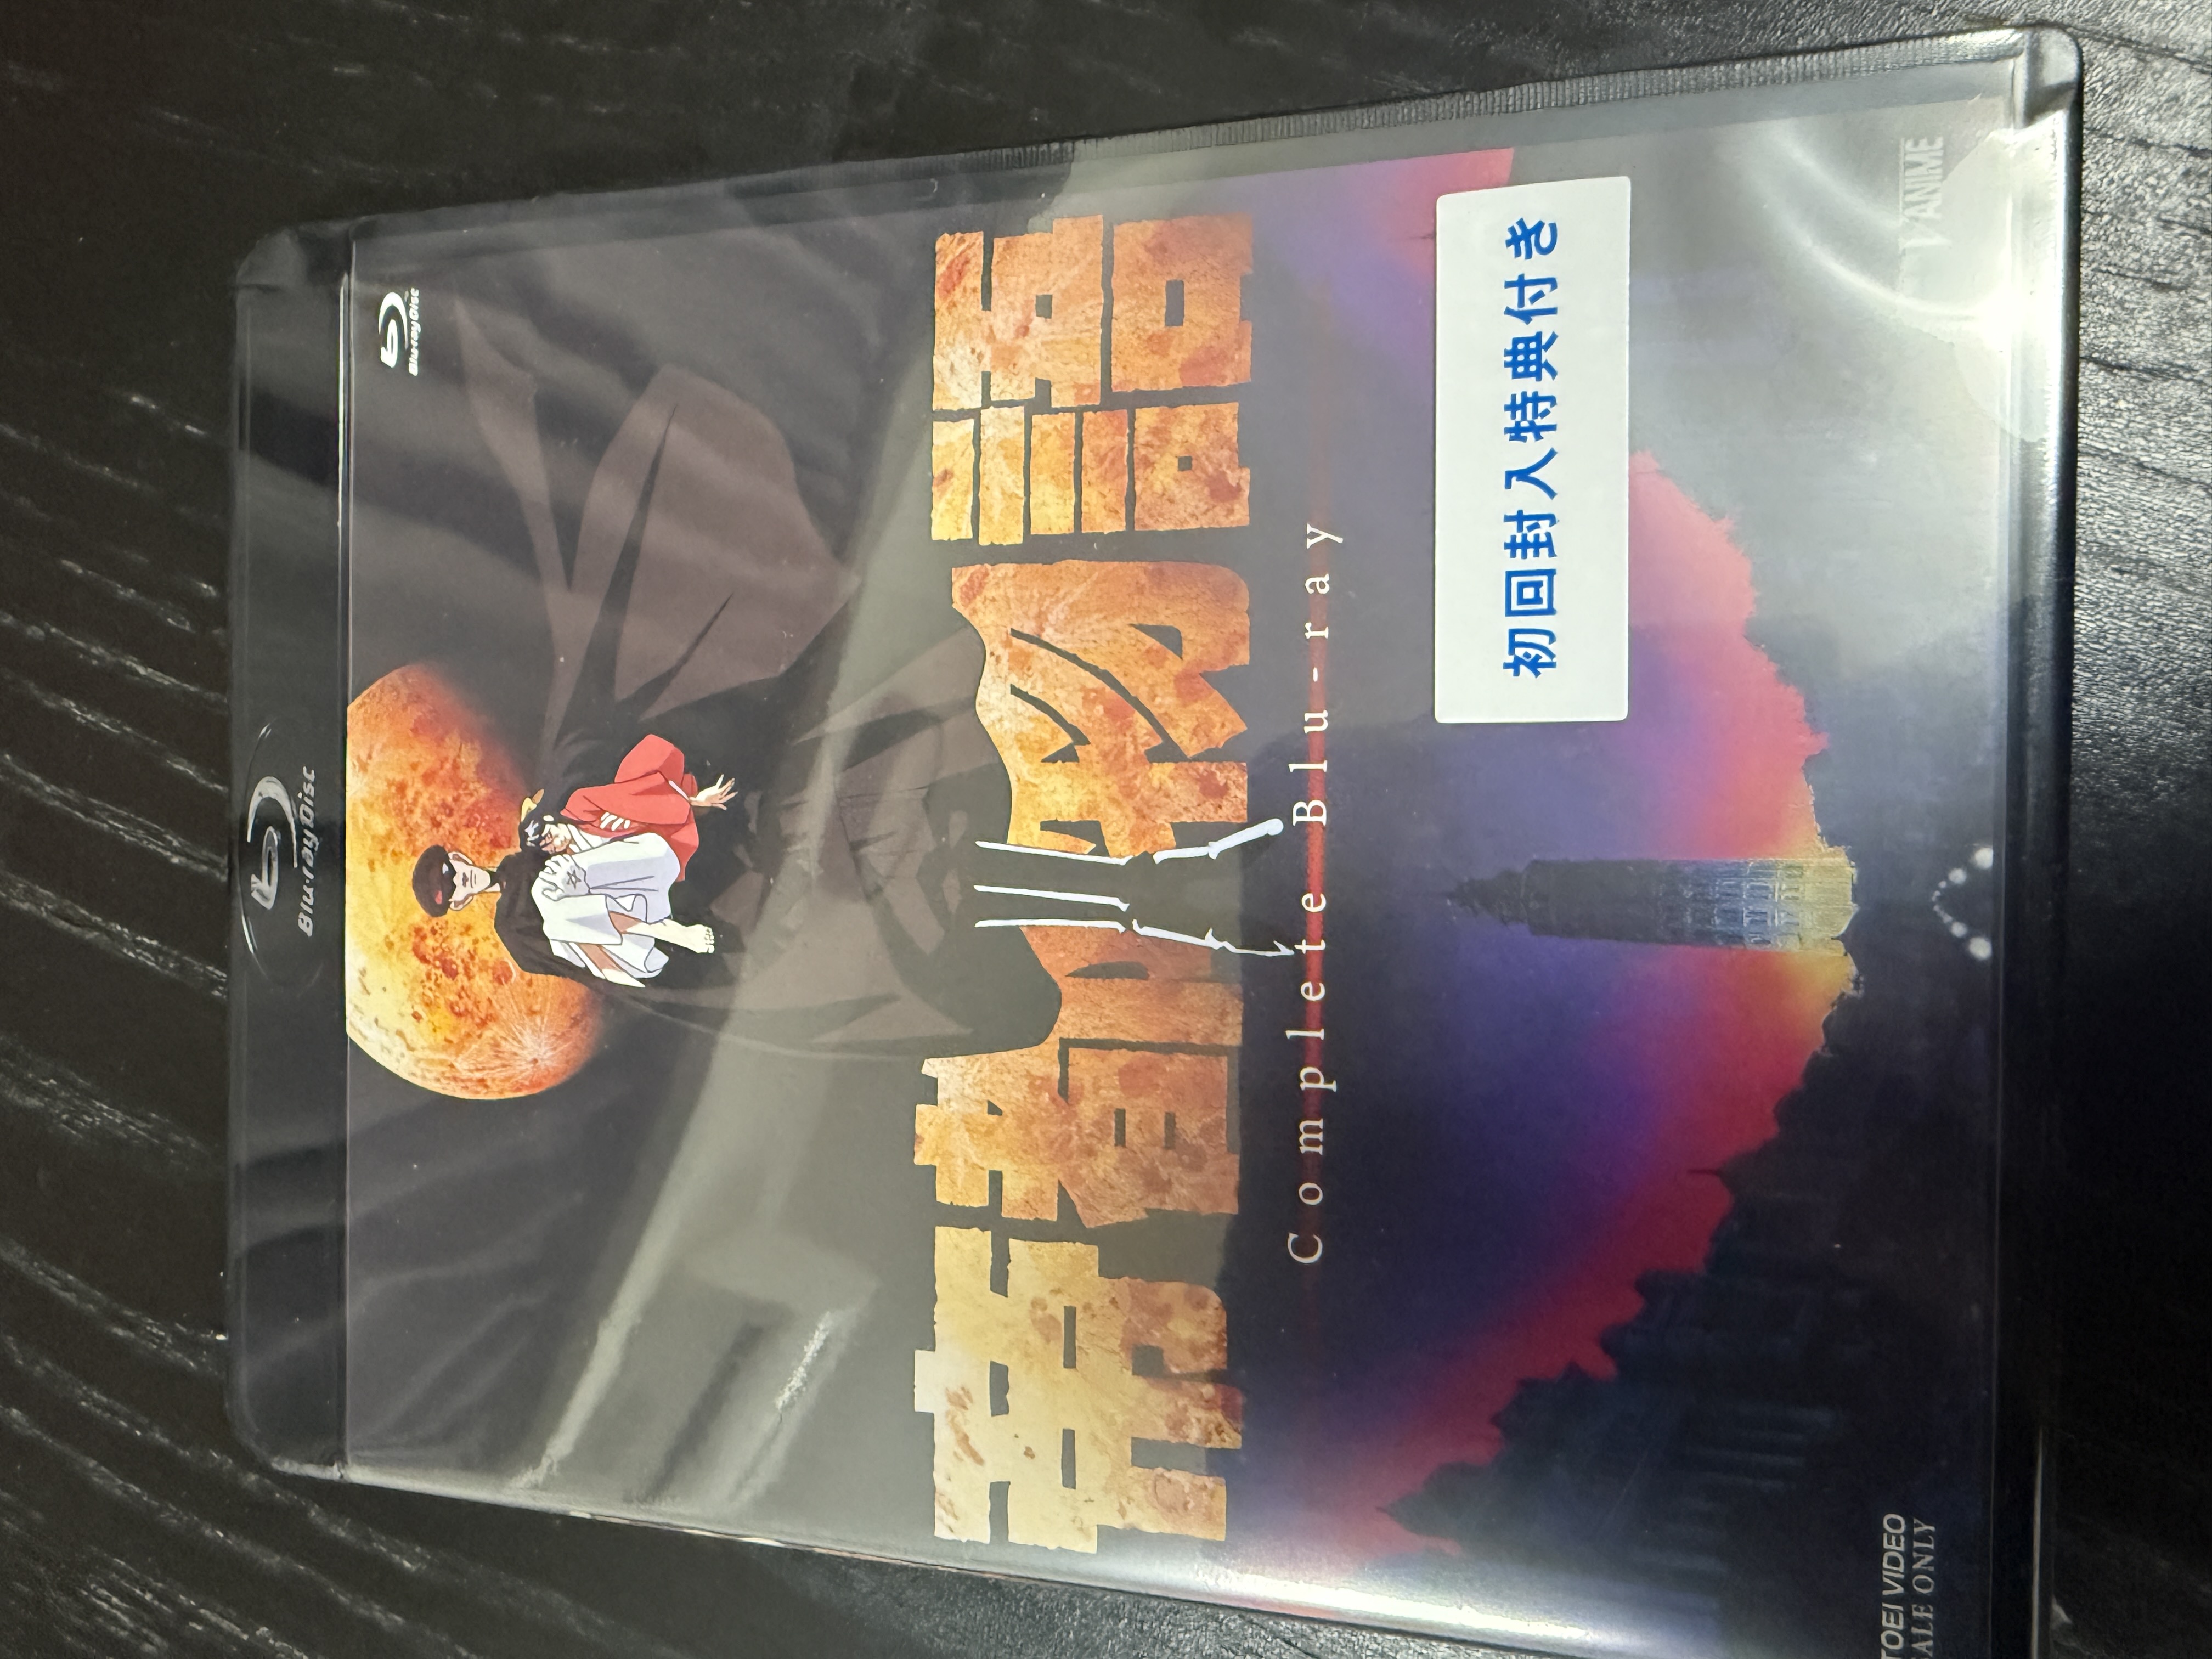 Blu-ray Disc
Blu-ray Disc
帝都物語
Complete Blu-ray
初回封入特典付き
TOEI VIDEO
ALE ONLY
V ANIME